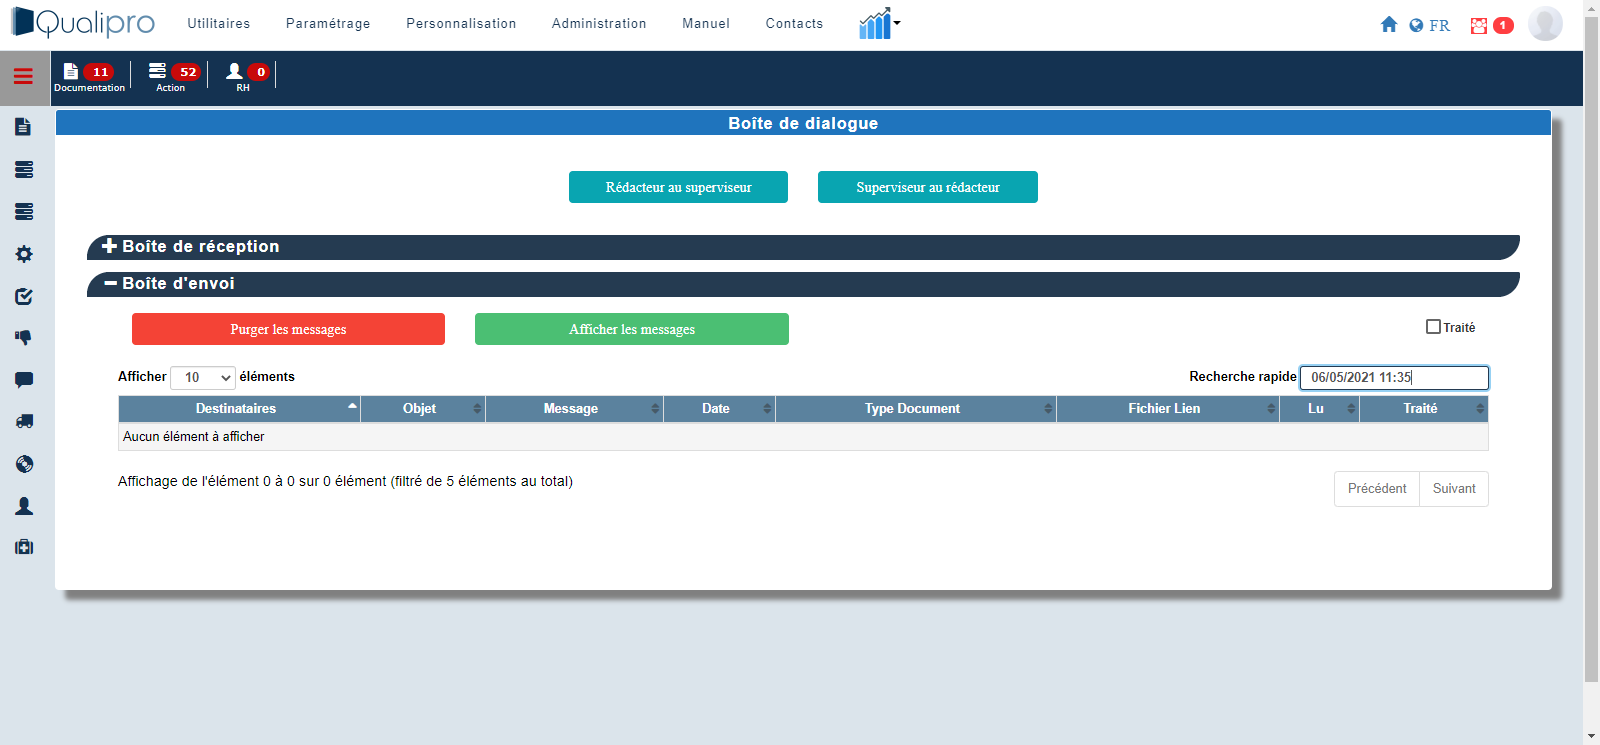 Qualipro
Utilitaires Paramétrage Personnalisation Administration Manuel Contacts
FR 1
11 52 0
Documentation Action RH
Boîte de dialogue
Rédacteur au superviseur Superviseur au rédacteur
Boîte de réception
Boîte d'envoi
Purger les messages Afficher les messages Traité
Afficher 10 éléments Recherche rapide 06/05/2021 11:35
Destinataires Objet Message Date Type Document Fichier Lien Lu Traité
Aucun élément à afficher
Affichage de l'élément 0 à 0 sur 0 élément (filtré de 5 éléments au total)
Précédent Suivant